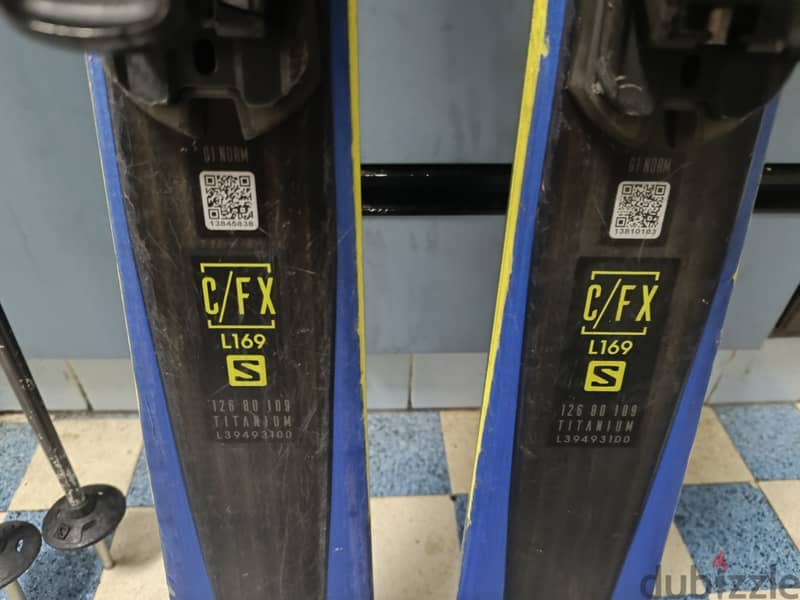 G1 NORM
13845838
C/FX
L169
S
126 80 109
TITANIUM
L39493100
G1 NORM
13810103
C/FX
L169
S
126 80 109
TITANIUM
L39493100
dubizzle